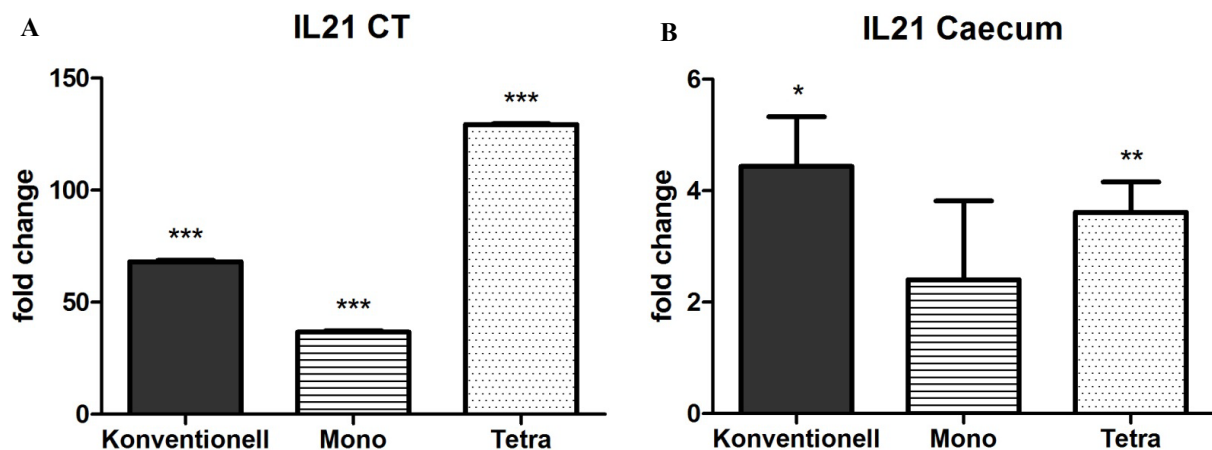 A
IL21 CT
fold change
150
100
50
0
***
***
***
Konventionell Mono Tetra
B
IL21 Caecum
fold change
6
4
2
0
*
**
Konventionell Mono Tetra